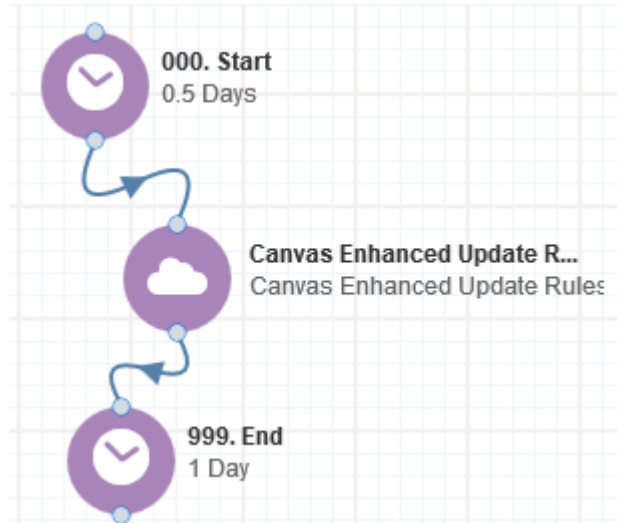 000. Start
0.5 Days
Canvas Enhanced Update R...
Canvas Enhanced Update Rules
999. End
1 Day